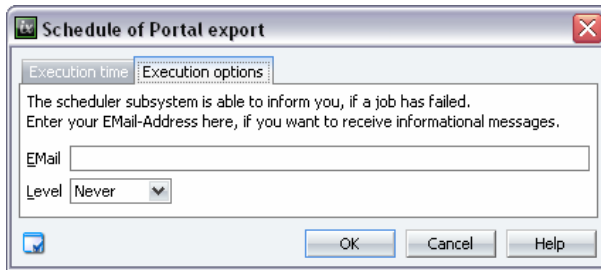 Schedule of Portal export
Execution time
Execution options
The scheduler subsystem is able to inform you, if a job has failed.
Enter your EMail-Address here, if you want to receive informational messages.
EMail
Level Never
OK Cancel Help